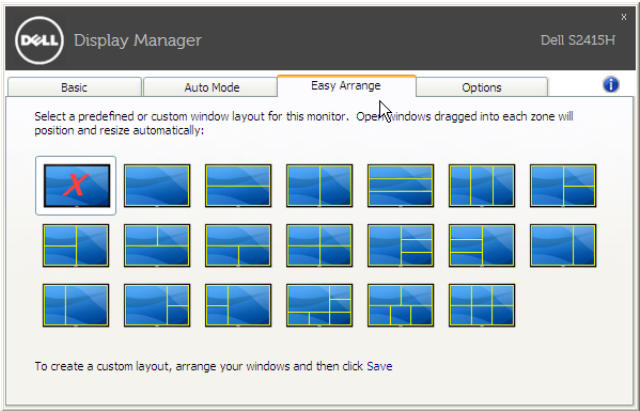 x
DELL Display Manager Dell S2415H
Basic Auto Mode Easy Arrange Options i
Select a predefined or custom window layout for this monitor. Open windows dragged into each zone will
position and resize automatically:
X
To create a custom layout, arrange your windows and then click Save